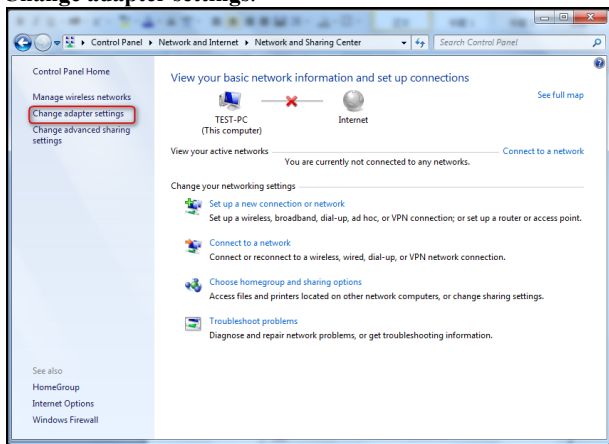 Change adapter settings.
Control Panel ▸ Network and Internet ▸ Network and Sharing Center
Search Control Panel
Control Panel Home
Manage wireless networks
Change adapter settings
Change advanced sharing
settings
View your basic network information and set up connections
See full map
TEST-PC
(This computer)
Internet
View your active networks
Connect to a network
You are currently not connected to any networks.
Change your networking settings
Set up a new connection or network
Set up a wireless, broadband, dial-up, ad hoc, or VPN connection; or set up a router or access point.
Connect to a network
Connect or reconnect to a wireless, wired, dial-up, or VPN network connection.
Choose homegroup and sharing options
Access files and printers located on other network computers, or change sharing settings.
Troubleshoot problems
Diagnose and repair network problems, or get troubleshooting information.
See also
HomeGroup
Internet Options
Windows Firewall